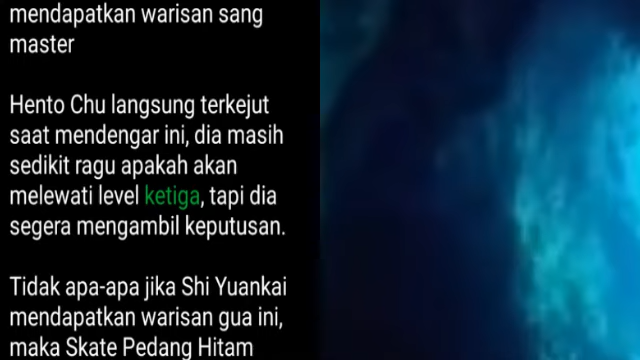 mendapatkan warisan sang
master
Hento Chu langsung terkejut
saat mendengar ini, dia masih
sedikit ragu apakah akan
melewati level ketiga, tapi dia
segera mengambil keputusan.
Tidak apa-apa jika Shi Yuankai
mendapatkan warisan gua ini,
maka Skate Pedang Hitam